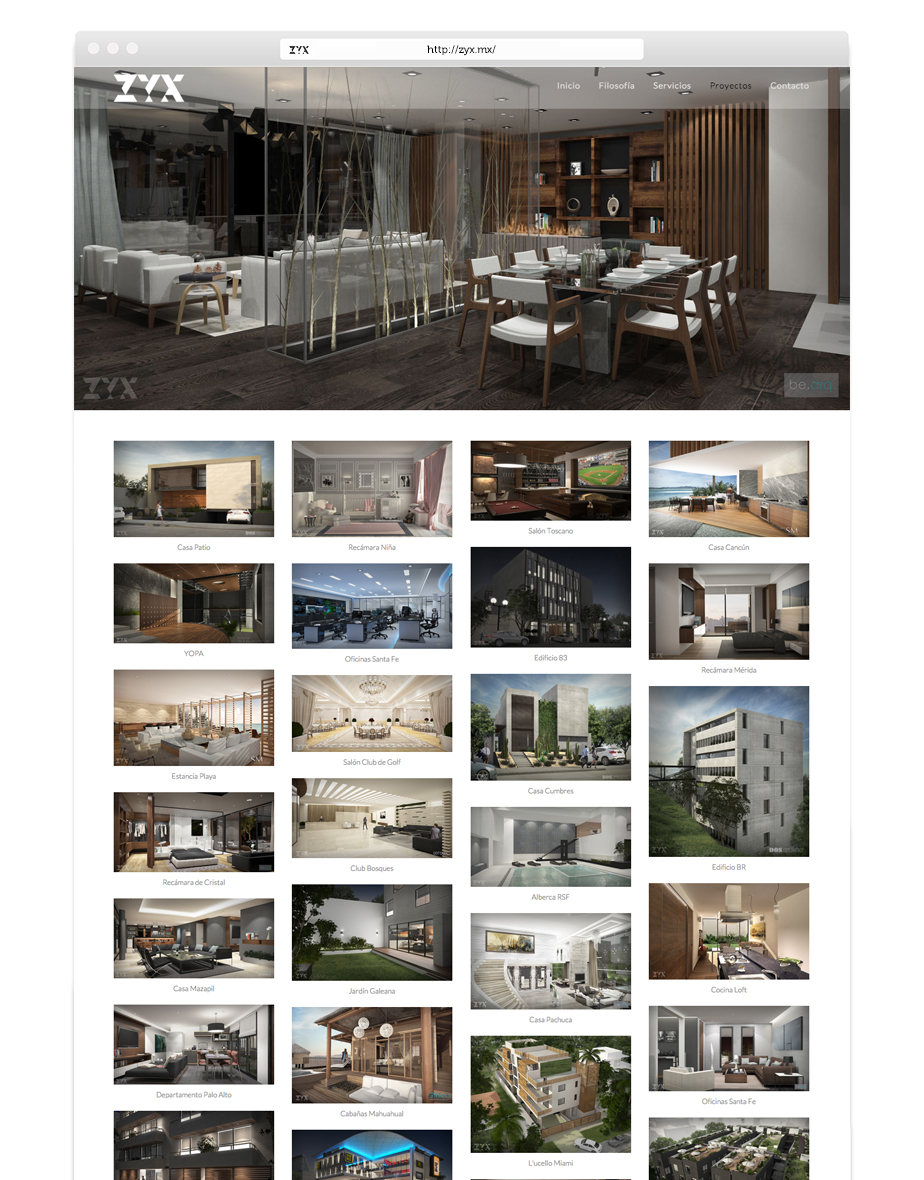 ZYX
http://zyx.mx/
ZYX
Inicio
Filosofía
Servicios
Proyectos
Contacto
ZYX
be.
Casa Patio
Recámara Niña
Salón Toscano
Casa Cancún
YOPA
Oficinas Santa Fe
Edificio 83
Recámara Mérida
Estancia Playa
Salón Club de Golf
Casa Cumbres
Edificio BR
Recámara de Cristal
Club Bosques
Alberca RSF
Casa Mazapil
Jardín Galeana
Casa Pachuca
Cocina Loft
Departamento Palo Alto
Cabañas Mahuahual
L'ucello Miami
Oficinas Santa Fe